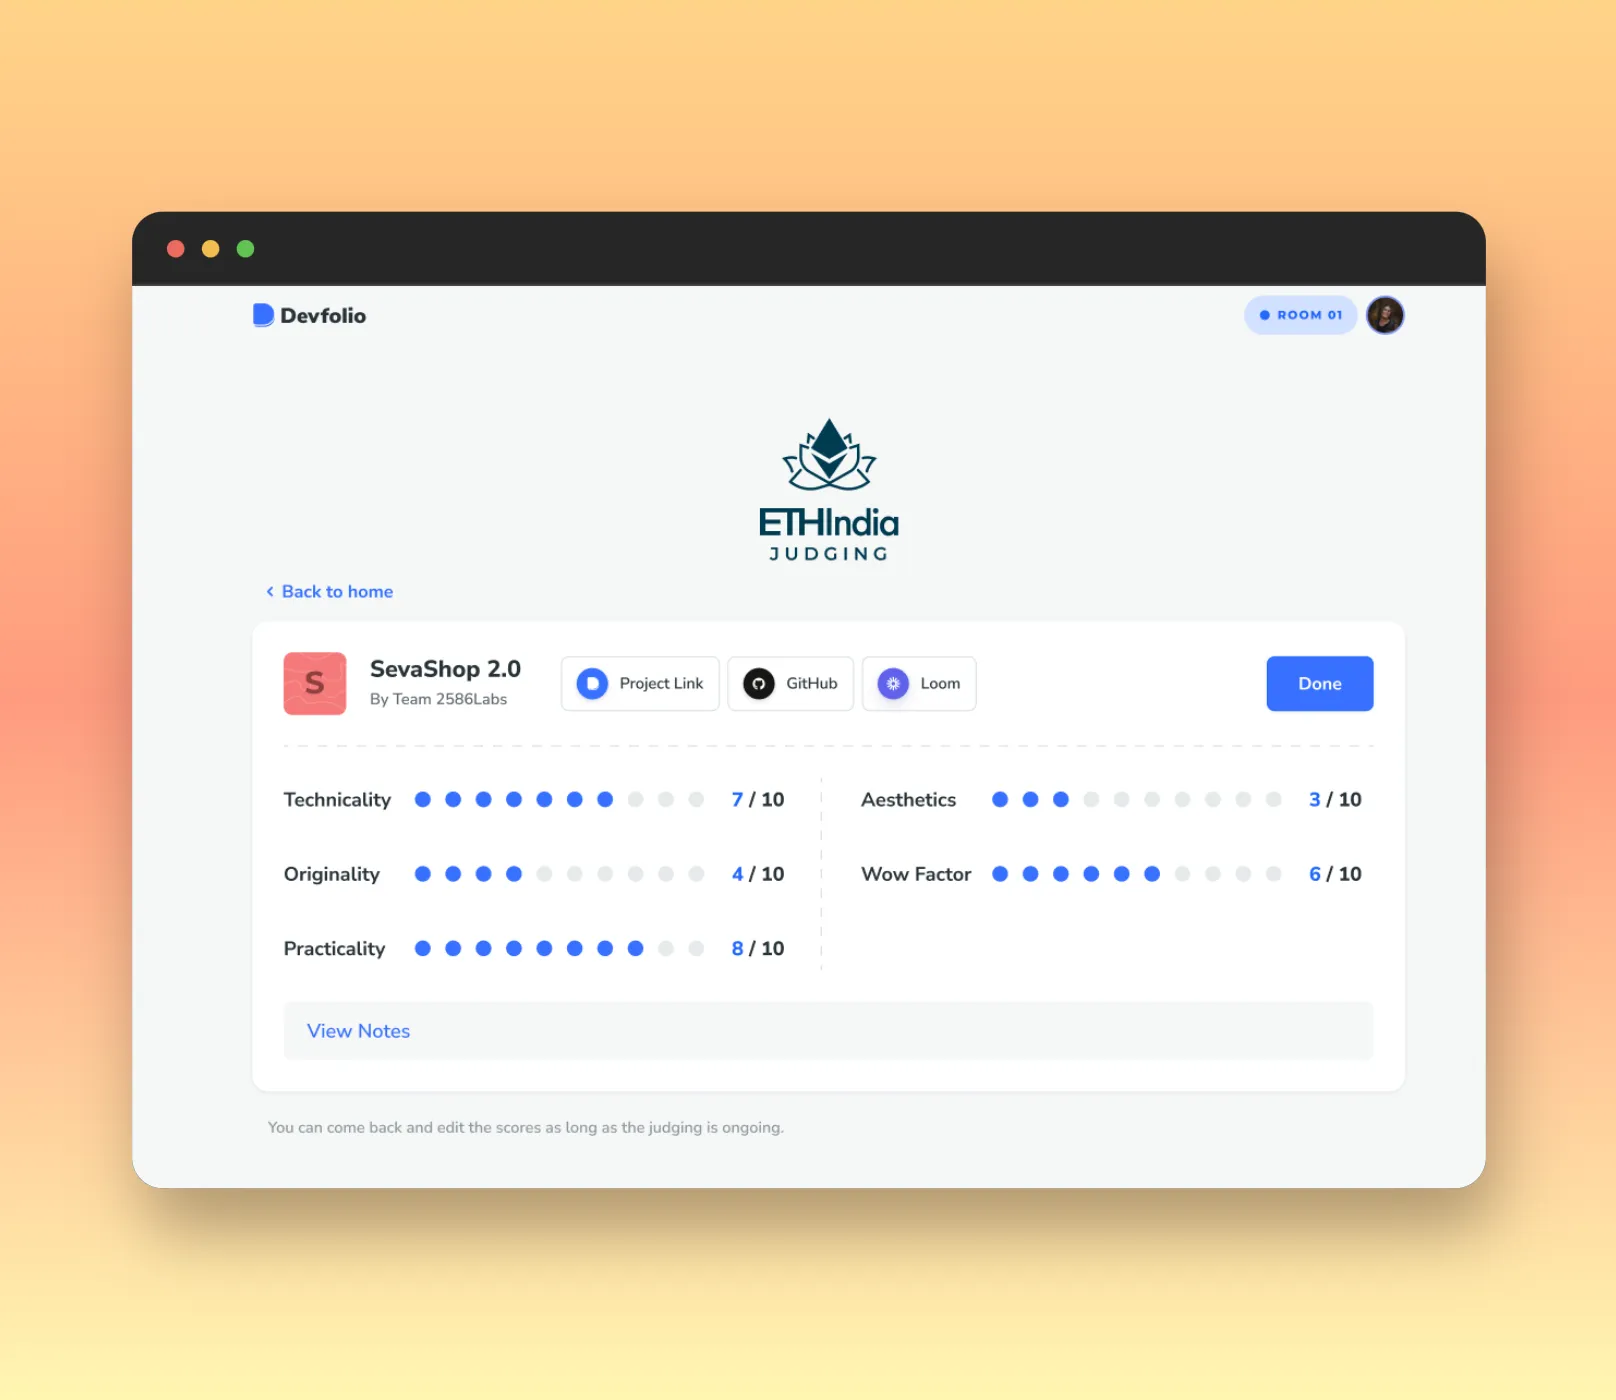 Devfolio
ROOM 01
ETHIndia
JUDGING
Back to home
S
SevaShop 2.0
By Team 2586Labs
Project Link
GitHub
Loom
Done
Technicality 7 / 10
Originality 4 / 10
Practicality 8 / 10
Aesthetics 3 / 10
Wow Factor 6 / 10
View Notes
You can come back and edit the scores as long as the judging is ongoing.